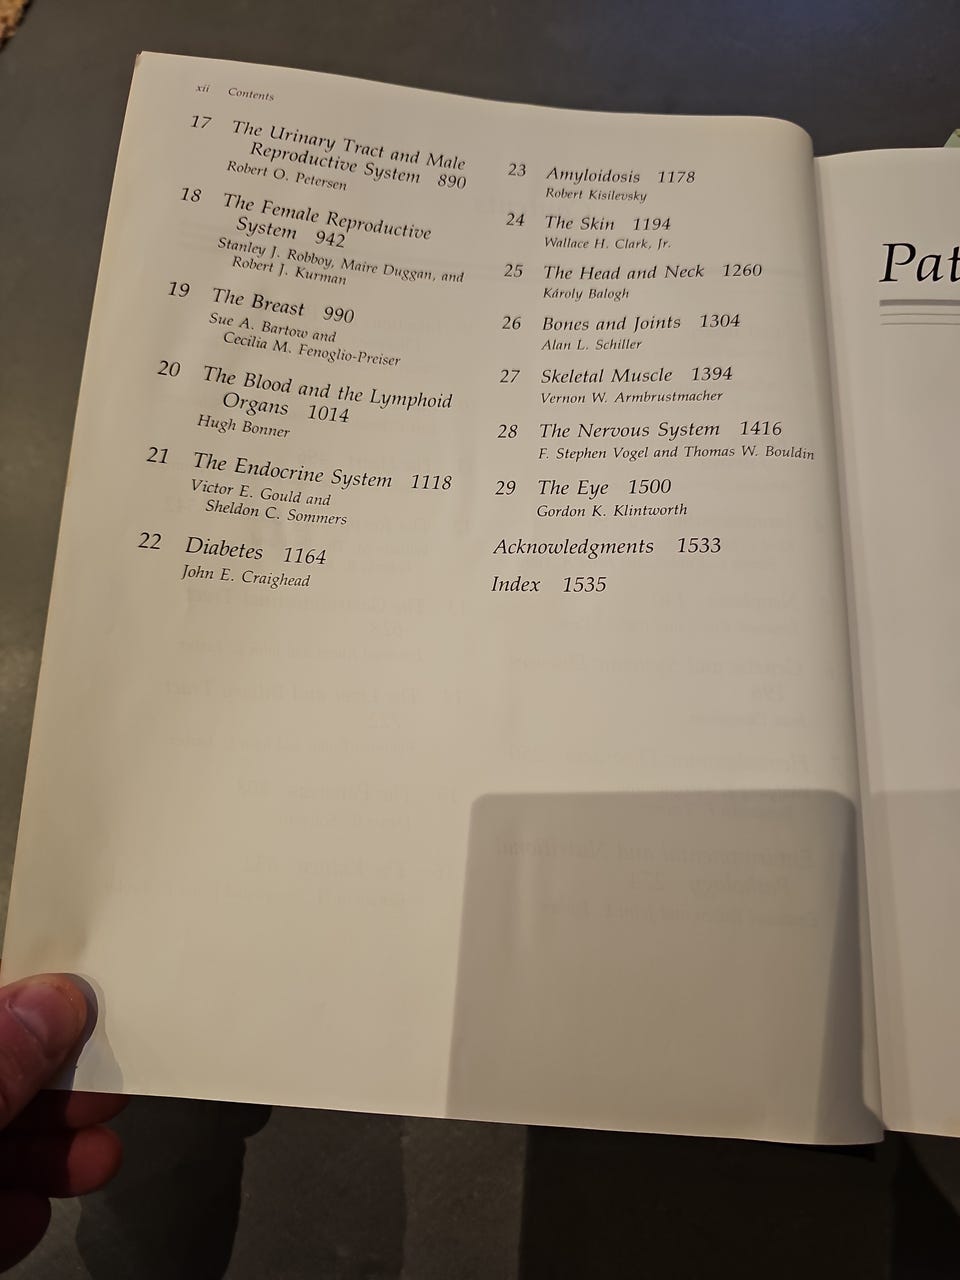 xii Contents
17 The Urinary Tract and Male
Reproductive System 890
Robert O. Petersen
18 The Female Reproductive
System 942
Stanley J. Robboy, Maire Duggan, and
Robert J. Kurman
19 The Breast 990
Sue A. Bartow and
Cecilia M. Fenoglio-Preiser
20 The Blood and the Lymphoid
Organs 1014
Hugh Bonner
21 The Endocrine System 1118
Victor E. Gould and
Sheldon C. Sommers
22 Diabetes 1164
John E. Craighead
23 Amyloidosis 1178
Robert Kisilevsky
24 The Skin 1194
Wallace H. Clark, Jr.
25 The Head and Neck 1260
Károly Balogh
26 Bones and Joints 1304
Alan L. Schiller
27 Skeletal Muscle 1394
Vernon W. Armbrustmacher
28 The Nervous System 1416
F. Stephen Vogel and Thomas W. Bouldin
29 The Eye 1500
Gordon K. Klintworth
Acknowledgments 1533
Index 1535
Pat